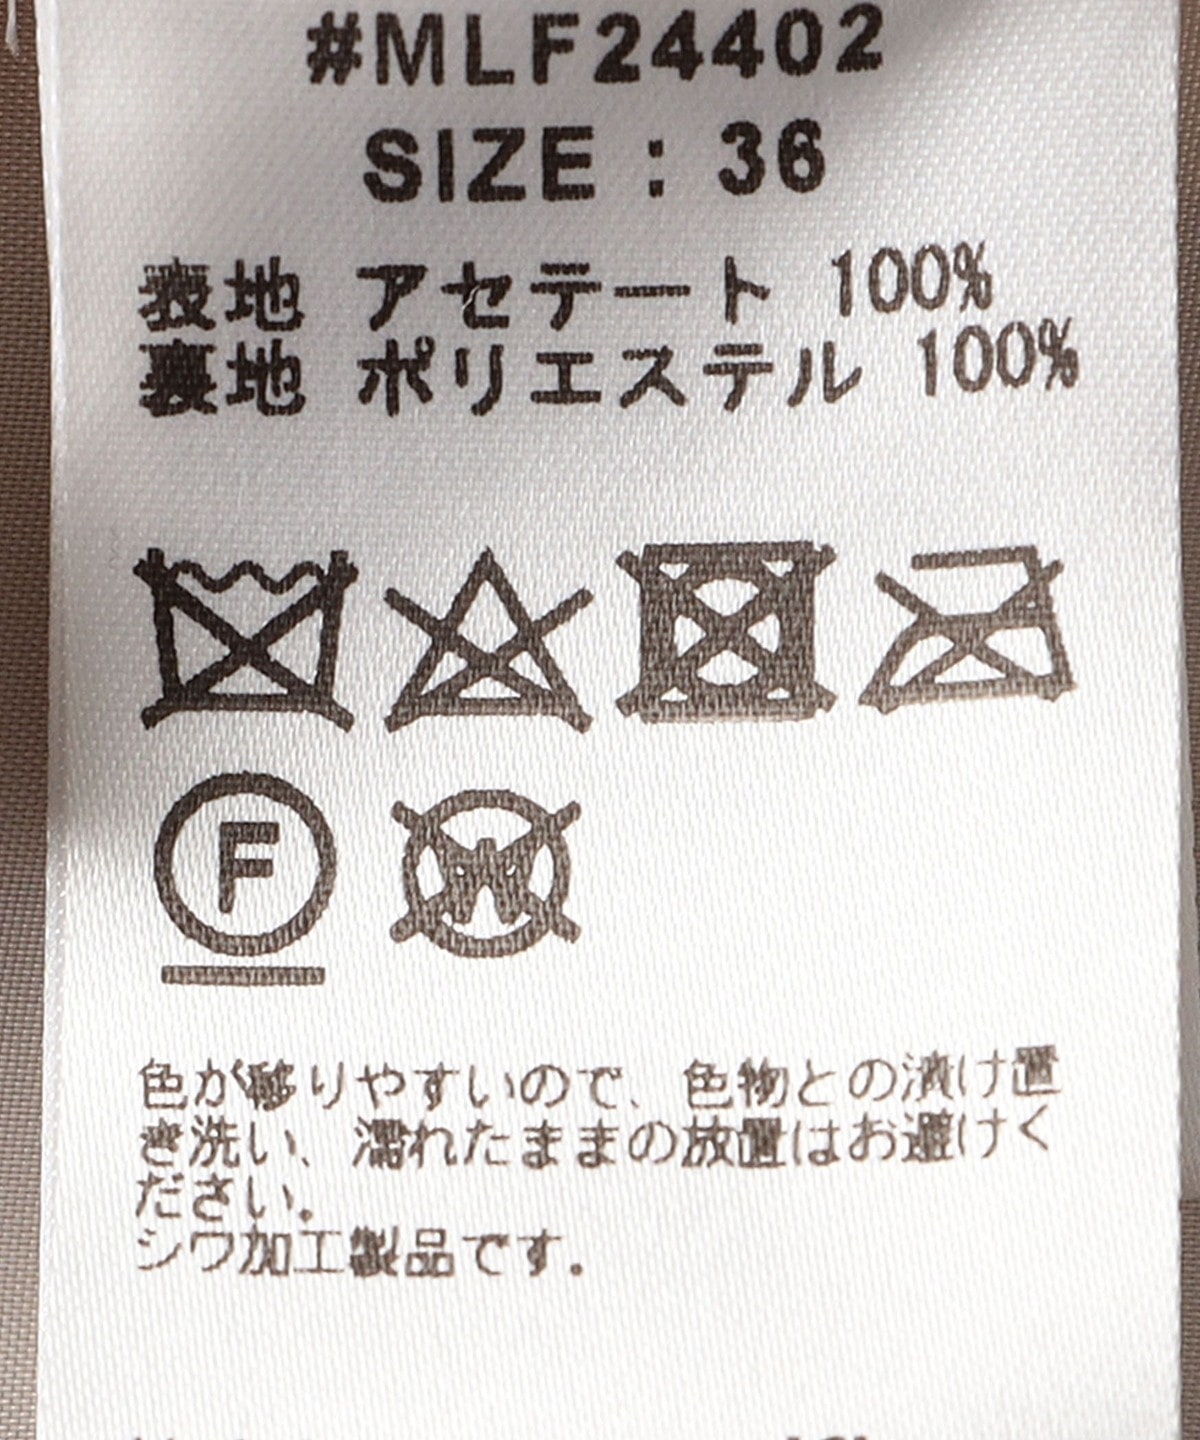 #MLF24402
SIZE : 36
表地 アセテート 100%
裏地 ポリエステル 100%
F
W
色が移りやすいので、色物との漬け置
き洗い、濡れたままの放置はお避けく
ださい。
シワ加工製品です。